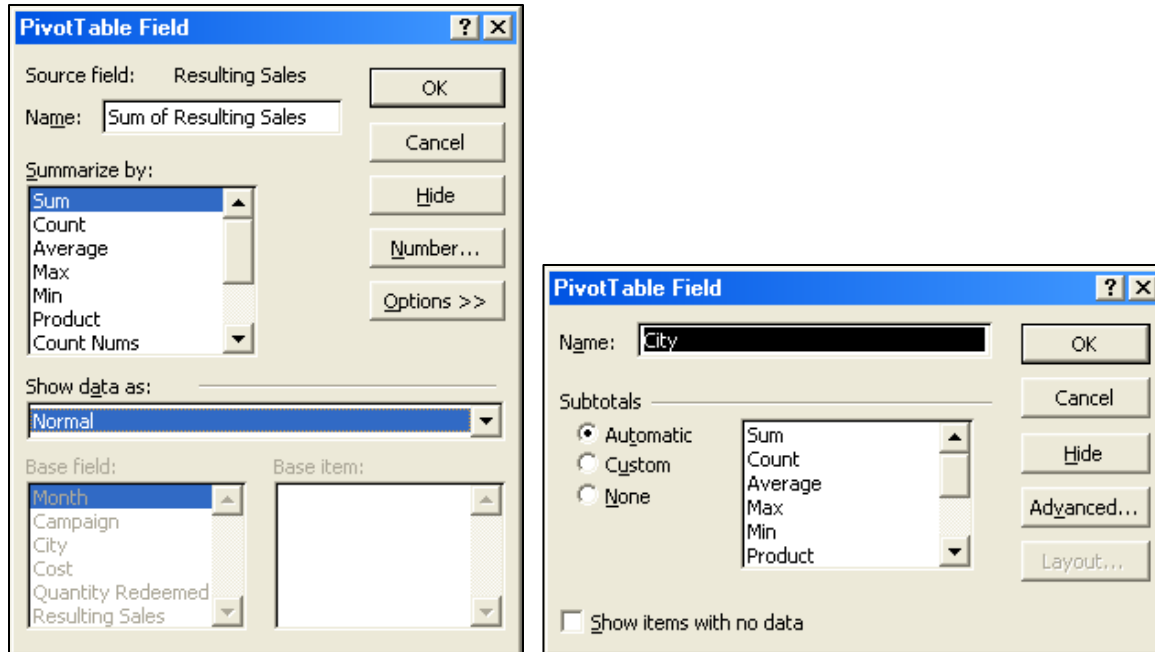 PivotTable Field
Source field: Resulting Sales
OK
Name: Sum of Resulting Sales
Cancel
Summarize by:
Hide
Sum
Count
Average
Number...
Max
Min
Options >>
Product
Count Nums
Show data as:
Normal
Base field: Base item:
Month
Campaign
City
Cost
Quantity Redeemed
Resulting Sales
PivotTable Field
Name: City
OK
Subtotals
Cancel
Automatic
Custom
None
Sum
Count
Average
Max
Min
Product
Hide
Advanced...
Layout...
Show items with no data